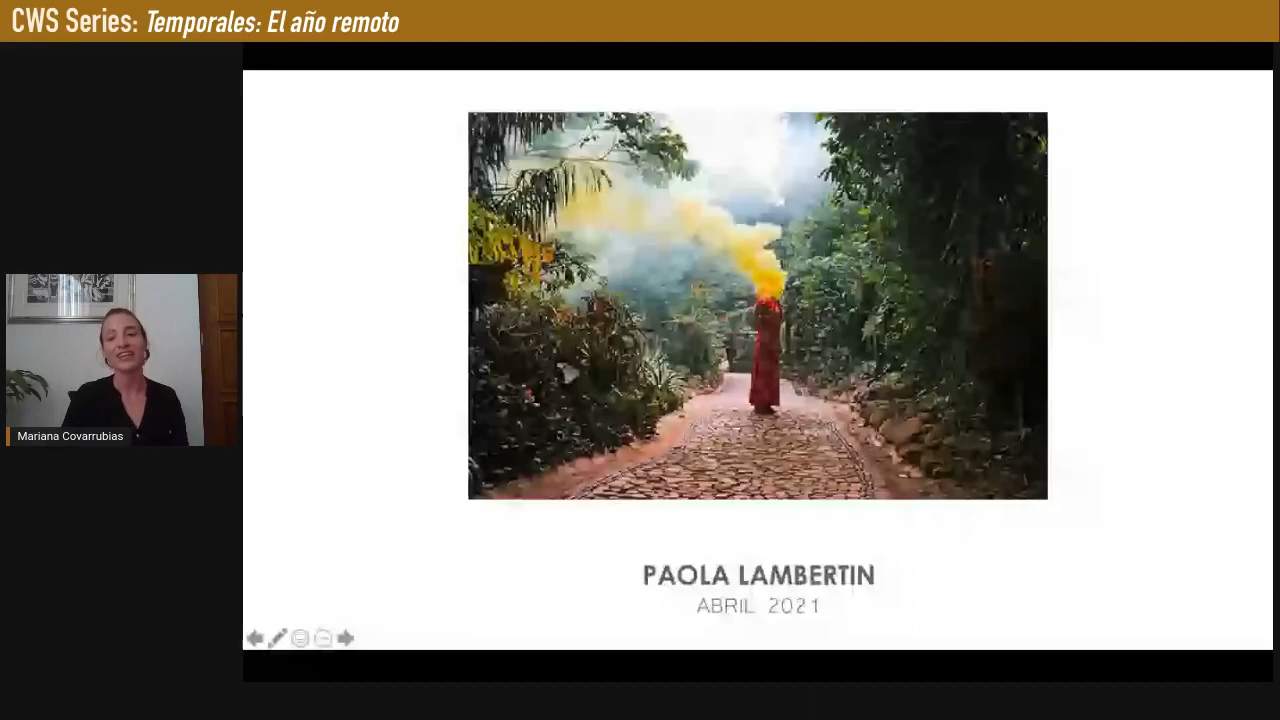 CWS Series: Temporales: El año remoto
Mariana Covarrubias
PAOLA LAMBERTIN
ABRIL 2021